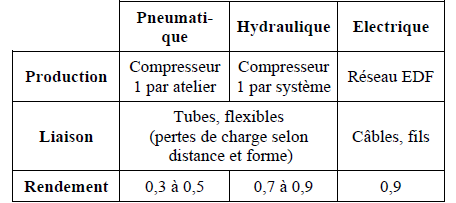 Pneumati-
que
Hydraulique
Electrique
Production
Compresseur
1 par atelier
Compresseur
1 par système
Réseau EDF
Liaison
Tubes, flexibles
(pertes de charge selon
distance et forme)
Câbles, fils
Rendement
0,3 à 0,5
0,7 à 0,9
0,9